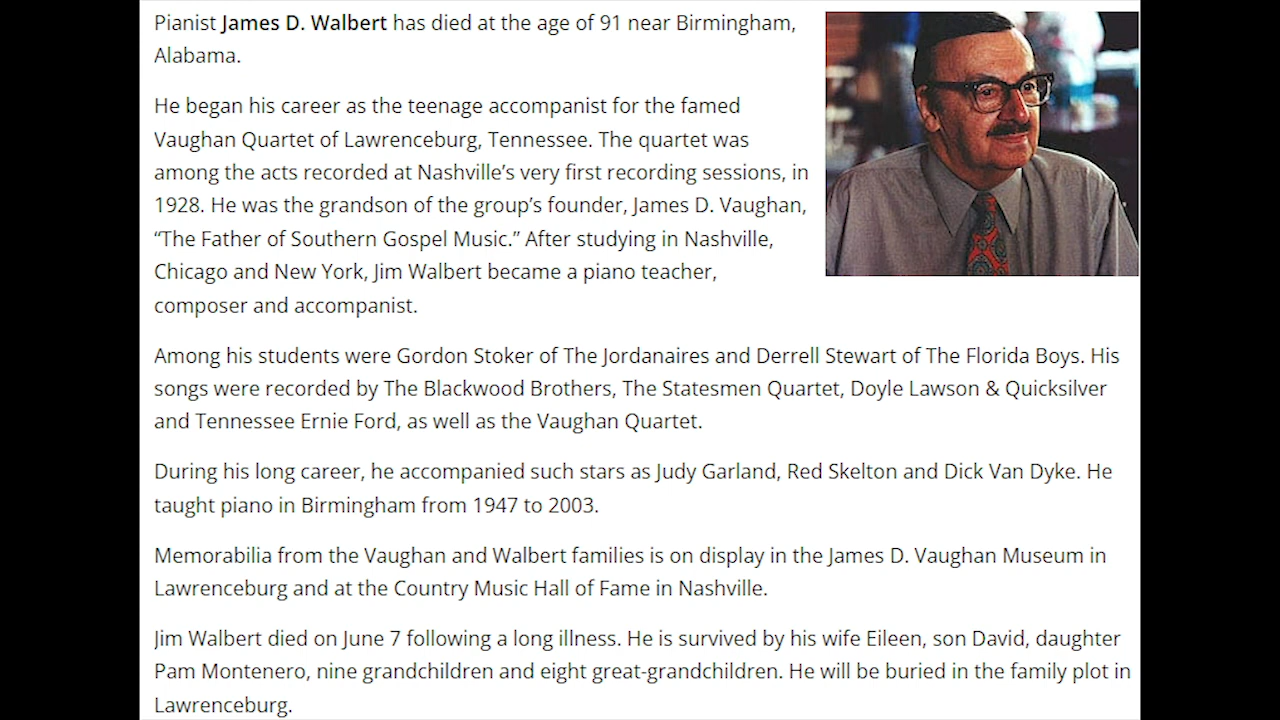 Pianist James D. Walbert has died at the age of 91 near Birmingham,
Alabama.
He began his career as the teenage accompanist for the famed
Vaughan Quartet of Lawrenceburg, Tennessee. The quartet was
among the acts recorded at Nashville’s very first recording sessions, in
1928. He was the grandson of the group’s founder, James D. Vaughan,
“The Father of Southern Gospel Music.” After studying in Nashville,
Chicago and New York, Jim Walbert became a piano teacher,
composer and accompanist.
Among his students were Gordon Stoker of The Jordanaires and Derrell Stewart of The Florida Boys. His
songs were recorded by The Blackwood Brothers, The Statesmen Quartet, Doyle Lawson & Quicksilver
and Tennessee Ernie Ford, as well as the Vaughan Quartet.
During his long career, he accompanied such stars as Judy Garland, Red Skelton and Dick Van Dyke. He
taught piano in Birmingham from 1947 to 2003.
Memorabilia from the Vaughan and Walbert families is on display in the James D. Vaughan Museum in
Lawrenceburg and at the Country Music Hall of Fame in Nashville.
Jim Walbert died on June 7 following a long illness. He is survived by his wife Eileen, son David, daughter
Pam Montenero, nine grandchildren and eight great-grandchildren. He will be buried in the family plot in
Lawrenceburg.